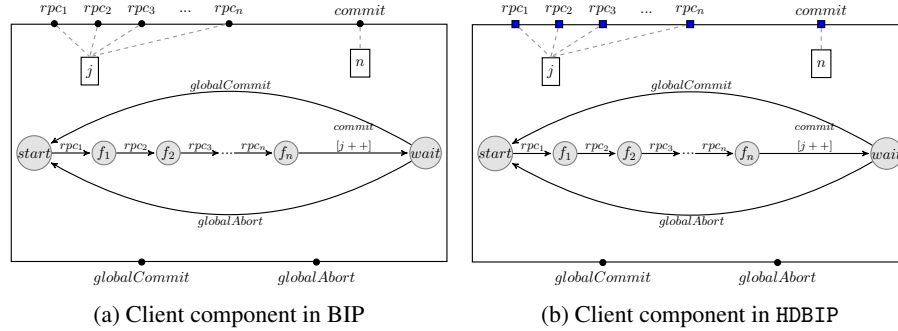 rpc₁ rpc₂ rpc₃ ... rpcₙ commit
j
n
globalCommit
commit
start rpc₁ f₁ rpc₂ f₂ rpc₃ ... rpcₙ fₙ [j++] wait
globalAbort
globalCommit globalAbort
(a) Client component in BIP
rpc₁ rpc₂ rpc₃ ... rpcₙ commit
j
n
globalCommit
commit
start rpc₁ f₁ rpc₂ f₂ rpc₃ ... rpcₙ fₙ [j++] wait
globalAbort
globalCommit globalAbort
(b) Client component in HDBIP